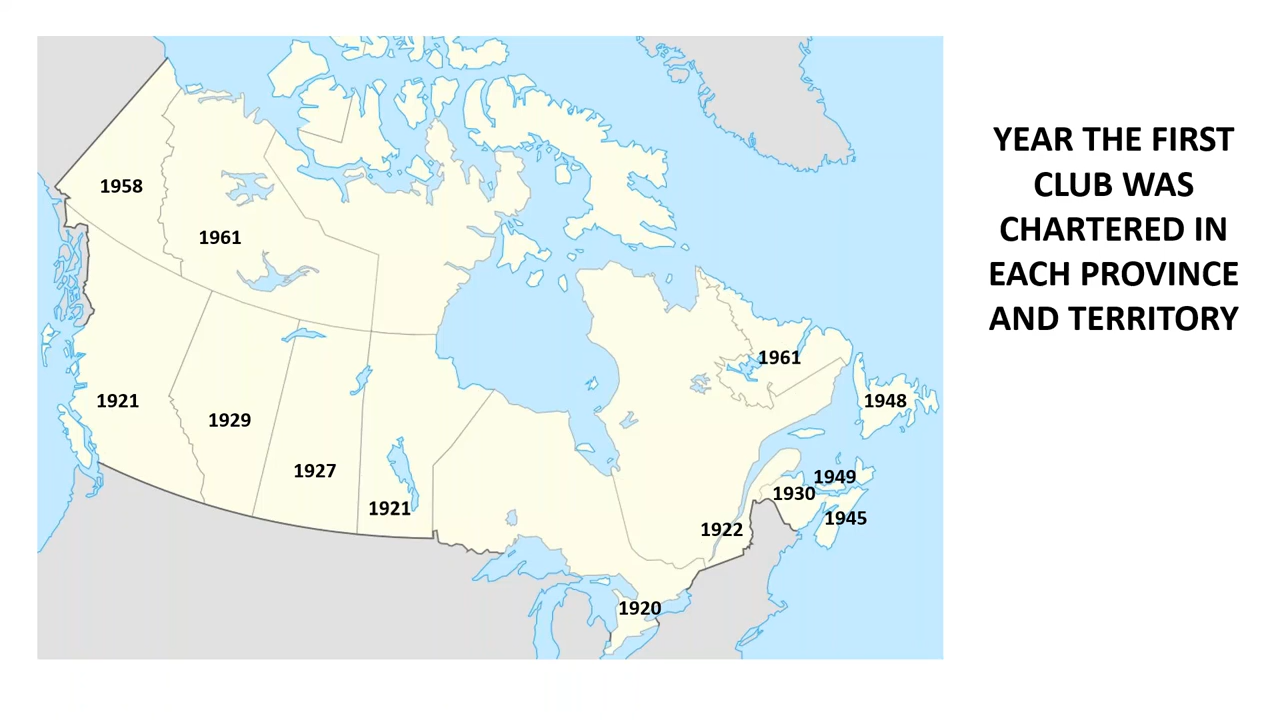 YEAR THE FIRST
CLUB WAS
CHARTERED IN
EACH PROVINCE
AND TERRITORY
1958
1961
1961
1921
1929
1948
1927
1949
1930
1921
1945
1922
1920